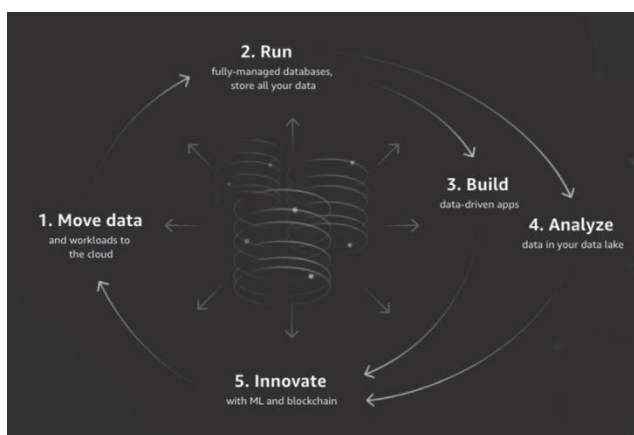 2. Run
fully-managed databases,
store all your data
3. Build
data-driven apps
1. Move data
and workloads to
the cloud
4. Analyze
data in your data lake
5. Innovate
with ML and blockchain